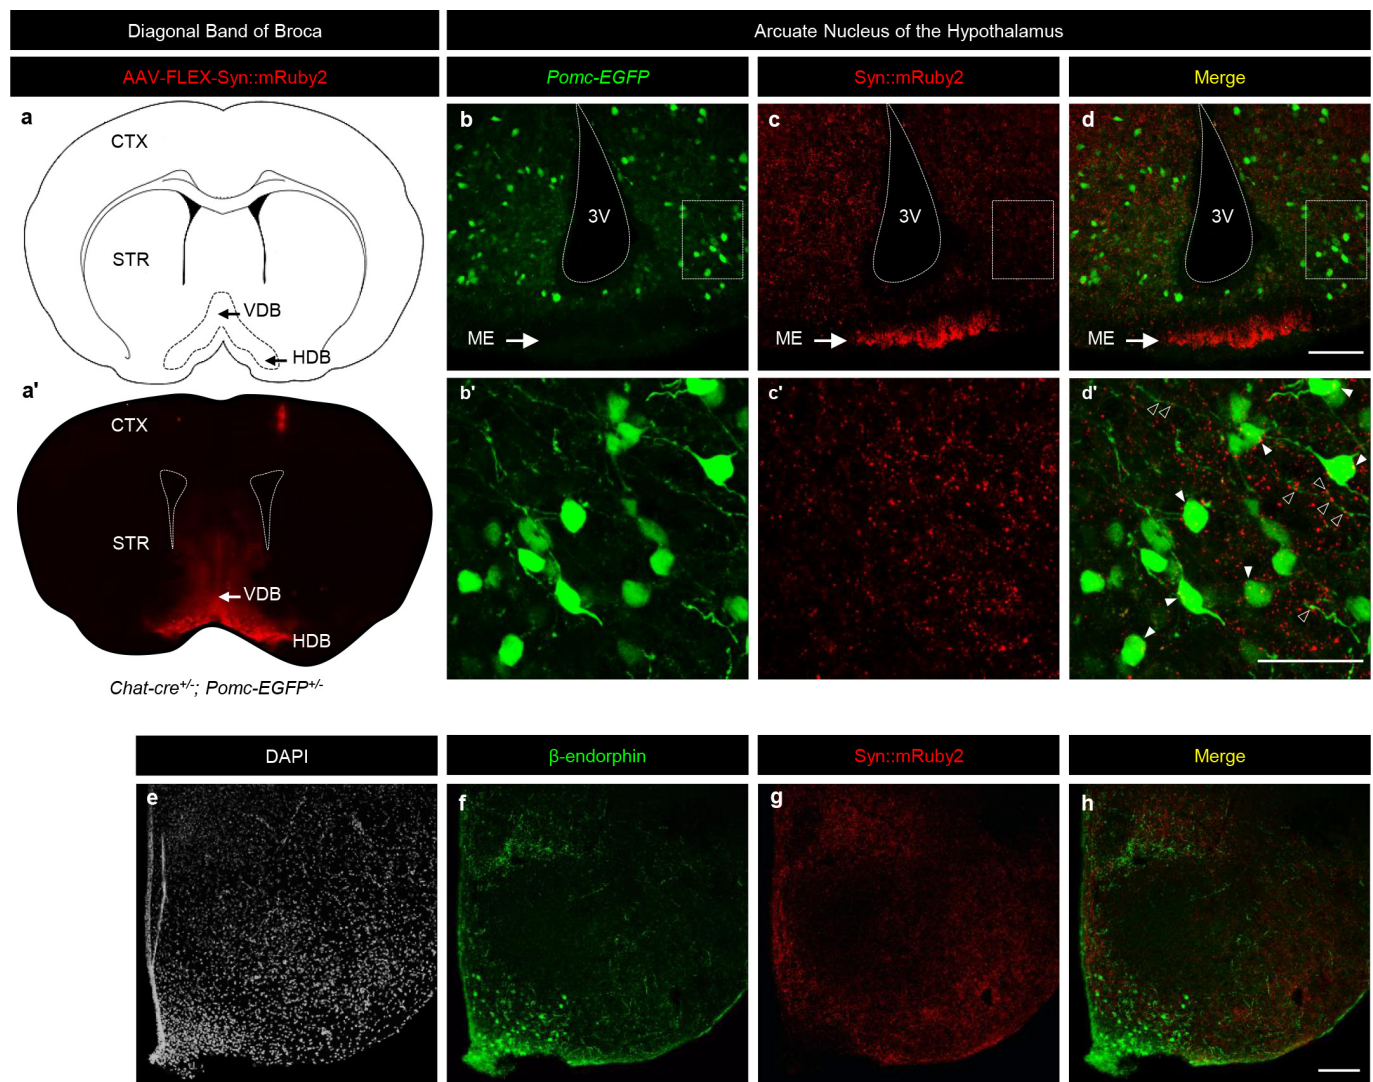 Diagonal Band of Broca
Arcuate Nucleus of the Hypothalamus
AAV-FLEX-Syn::mRuby2
Pomc-EGFP
Syn::mRuby2
Merge
a
CTX
STR
VDB
HDB
b
3V
ME
c
3V
ME
d
3V
ME
a'
CTX
STR
VDB
HDB
b'
c'
d'
Chat-cre+/-; Pomc-EGFP+/-
DAPI
β-endorphin
Syn::mRuby2
Merge
e
f
g
h